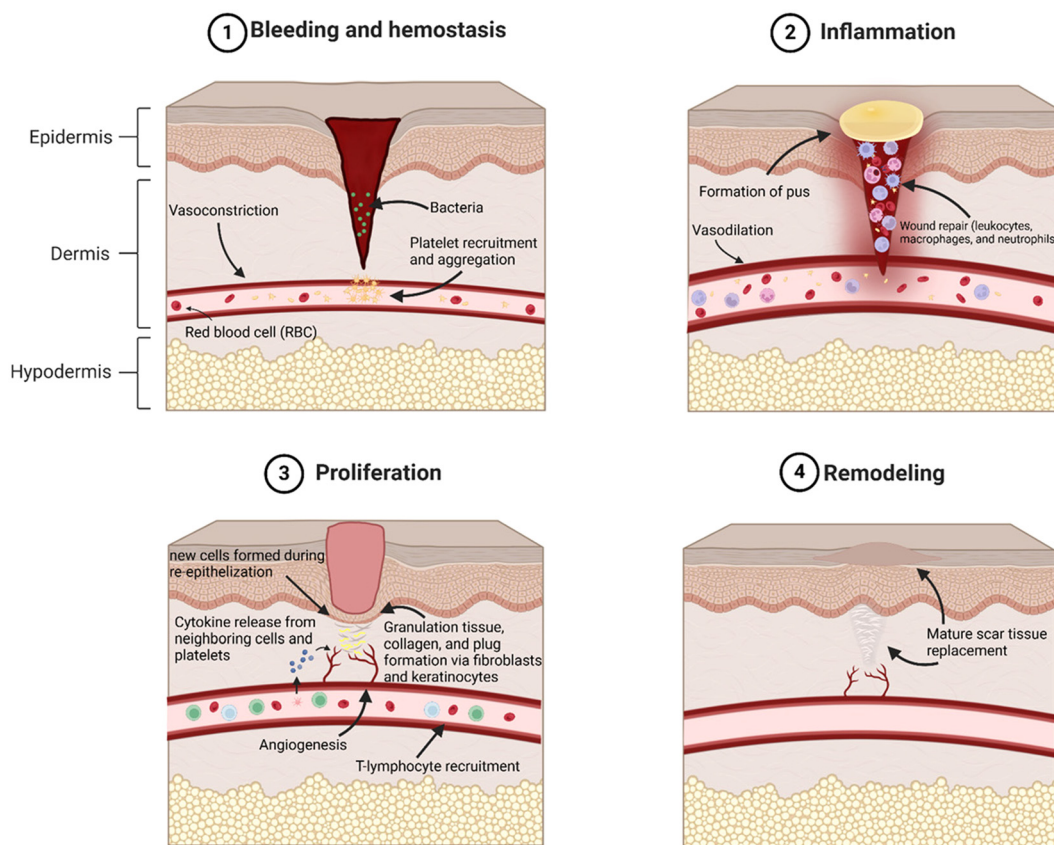 1 Bleeding and hemostasis
Epidermis
Dermis
Hypodermis
Vasoconstriction
Bacteria
Platelet recruitment
and aggregation
Red blood cell (RBC)
2 Inflammation
Formation of pus
Vasodilation
Wound repair (leukocytes,
macrophages, and neutrophils
3 Proliferation
new cells formed during
re-epithelization
Cytokine release from
neighboring cells and
platelets
Granulation tissue,
collagen, and plug
formation via fibroblasts
and keratinocytes
Angiogenesis
T-lymphocyte recruitment
4 Remodeling
Mature scar tissue
replacement